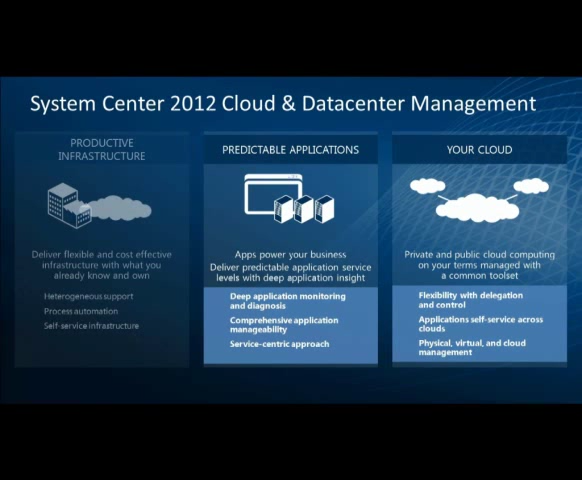 System Center 2012 Cloud & Datacenter Management
PRODUCTIVE
INFRASTRUCTURE
Deliver flexible and cost effective
infrastructure with what you
already know and own
Heterogeneous support
Process automation
Self-service infrastructure
PREDICTABLE APPLICATIONS
Apps power your business
Deliver predictable application service
levels with deep application insight
Deep application monitoring
and diagnosis
Comprehensive application
manageability
Service-centric approach
YOUR CLOUD
Private and public cloud computing
on your terms managed with
a common toolset
Flexibility with delegation
and control
Applications self-service across
clouds
Physical, virtual, and cloud
management